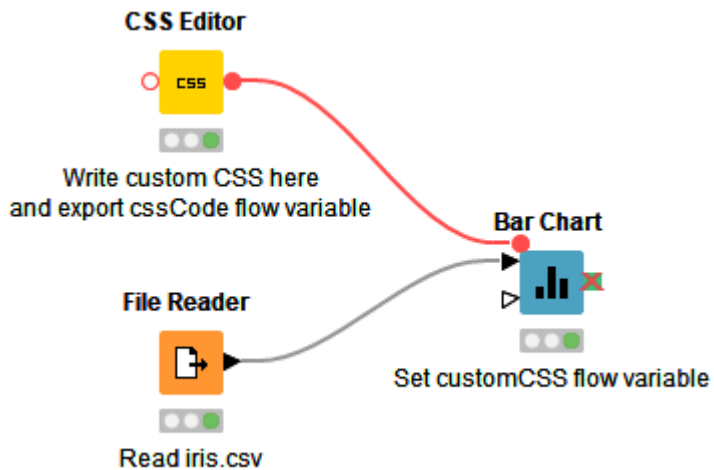 CSS Editor
CSS
Write custom CSS here
and export cssCode flow variable
Bar Chart
File Reader
Set customCSS flow variable
Read iris.csv